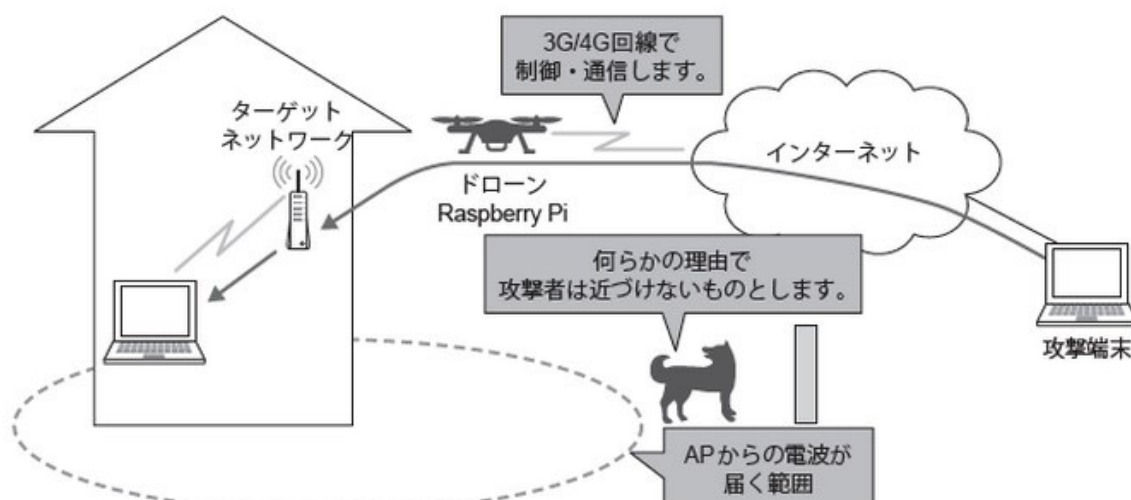 3G/4G回線で
制御・通信します。
ターゲット
ネットワーク
インターネット
ドローン
Raspberry Pi
何らかの理由で
攻撃者は近づけないものとします。
攻撃端末
APからの電波が
届く範囲